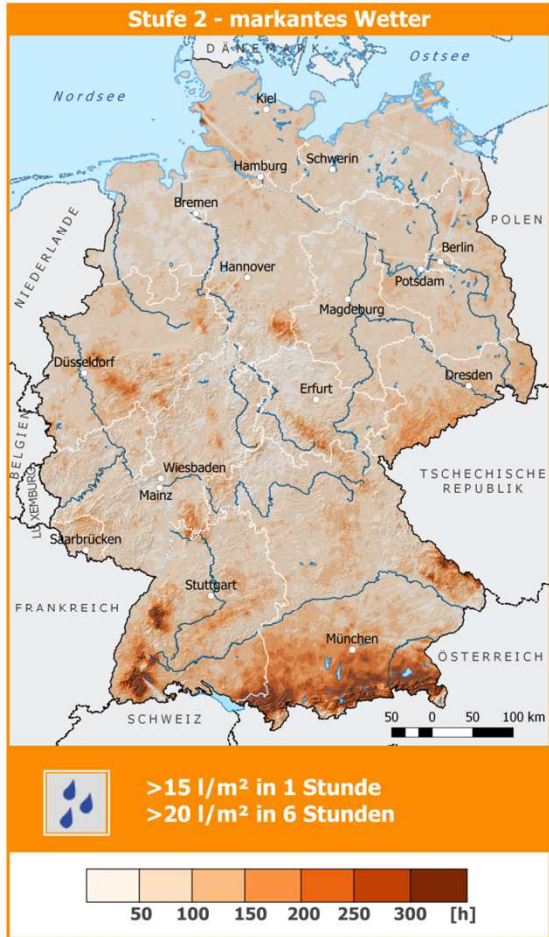 Stufe 2 - markantes Wetter
DÄNEMARK
Ostsee
Nordsee
Kiel
Schwerin
Hamburg
Bremen
POLEN
NIEDERLANDE
Berlin
Hannover
Potsdam
Magdeburg
Düsseldorf
Dresden
Erfurt
BELGIEN
LUXEMBURG
Wiesbaden
Mainz
TSCHECHISCHE
REPUBLIK
Saarbrücken
Stuttgart
FRANKREICH
München
ÖSTERREICH
SCHWEIZ
50 0 50 100 km
>15 l/m² in 1 Stunde
>20 l/m² in 6 Stunden
50 100 150 200 250 300 [h]